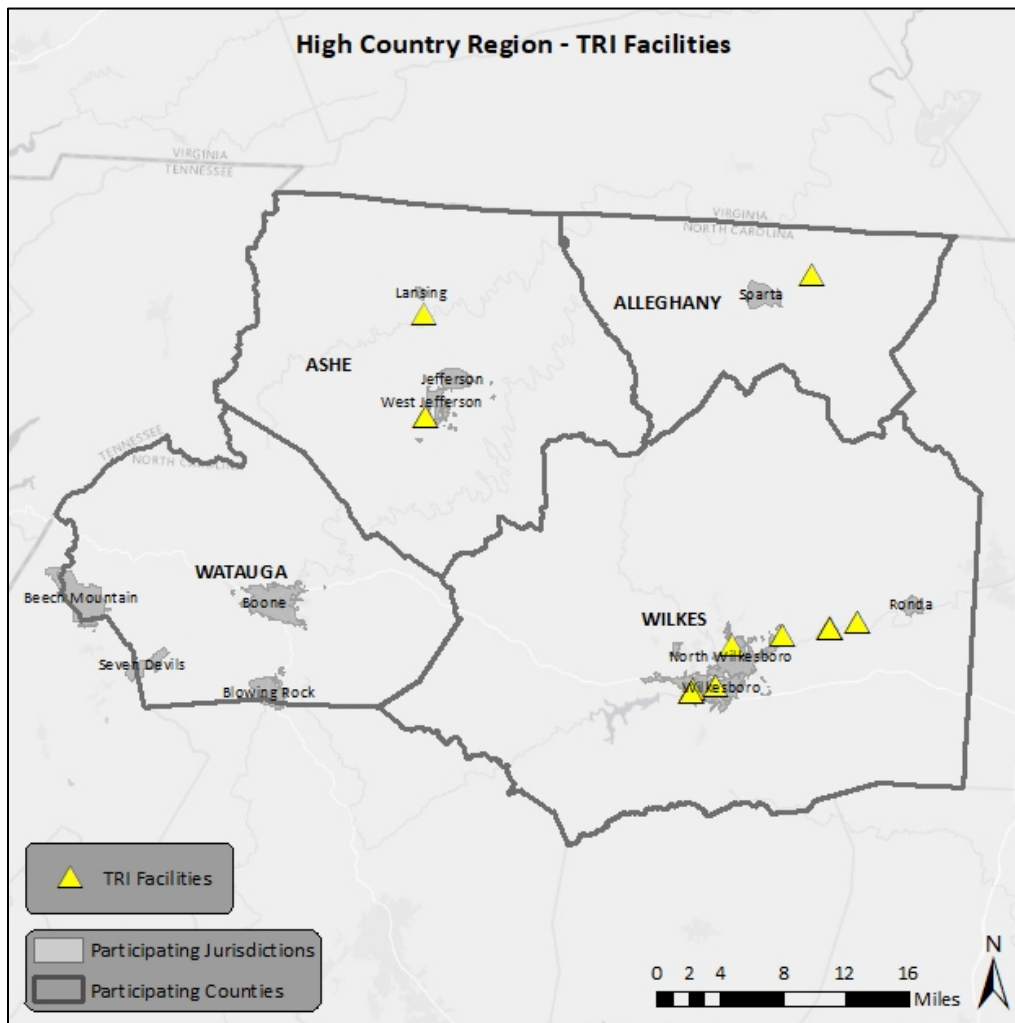 High Country Region - TRI Facilities
VIRGINIA
TENNESSEE
VIRGINIA
NORTH CAROLINA
Lansing
Sparta
ALLEGHANY
ASHE
Jefferson
West Jefferson
TENNESSEE
NORTH CAROLINA
WATAUGA
Beech Mountain
Boone
Ronda
WILKES
North Wilkesboro
Seven Devils
Wilkesboro
Blowing Rock
TRI Facilities
Participating Jurisdictions
Participating Counties
N
0 2 4 8 12 16
Miles